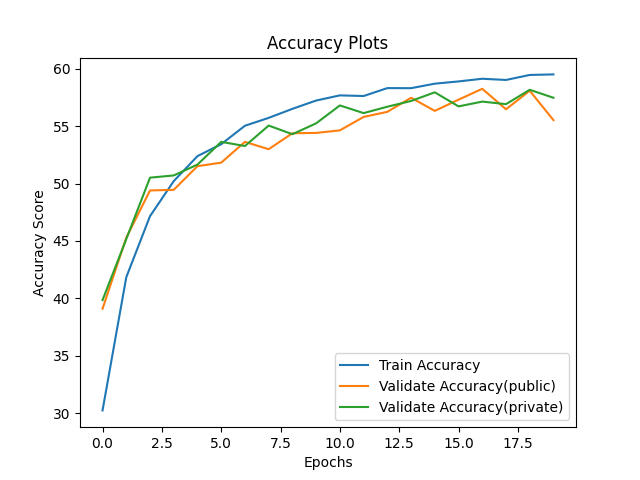 Accuracy Plots
60
55
50
45
40
35
30
Accuracy Score
Train Accuracy
Validate Accuracy(public)
Validate Accuracy(private)
0.0 2.5 5.0 7.5 10.0 12.5 15.0 17.5
Epochs